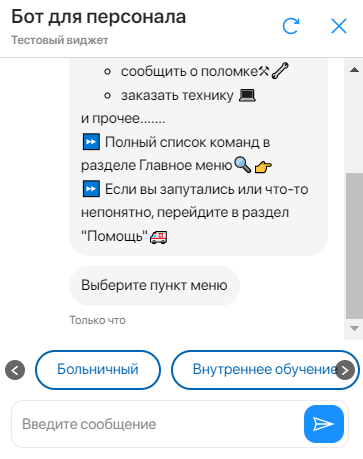 Бот для персонала
Тестовый виджет
сообщить о поломке⚒🔧
заказать технику 💻
и прочее.......
⏩ Полный список команд в
разделе Главное меню🔍👉
⏩ Если вы запутались или что-то
непонятно, перейдите в раздел
"Помощь"🚑
Выберите пункт меню
Только что
Больничный
Внутреннее обучение
Введите сообщение